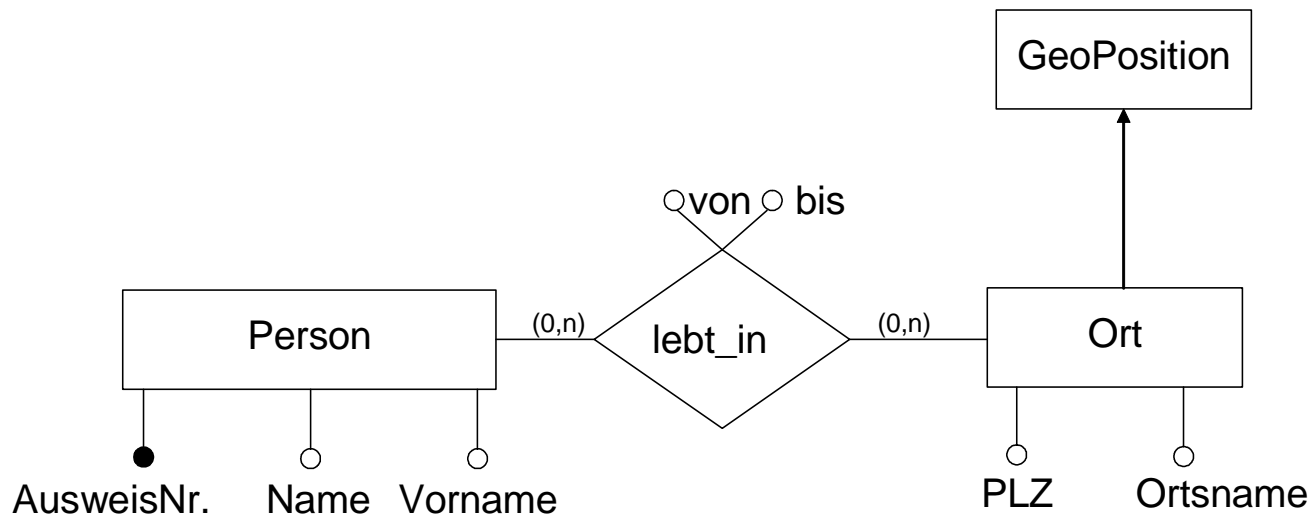 GeoPosition
von bis
Person (0,n) lebt_in (0,n) Ort
AusweisNr. Name Vorname PLZ Ortsname